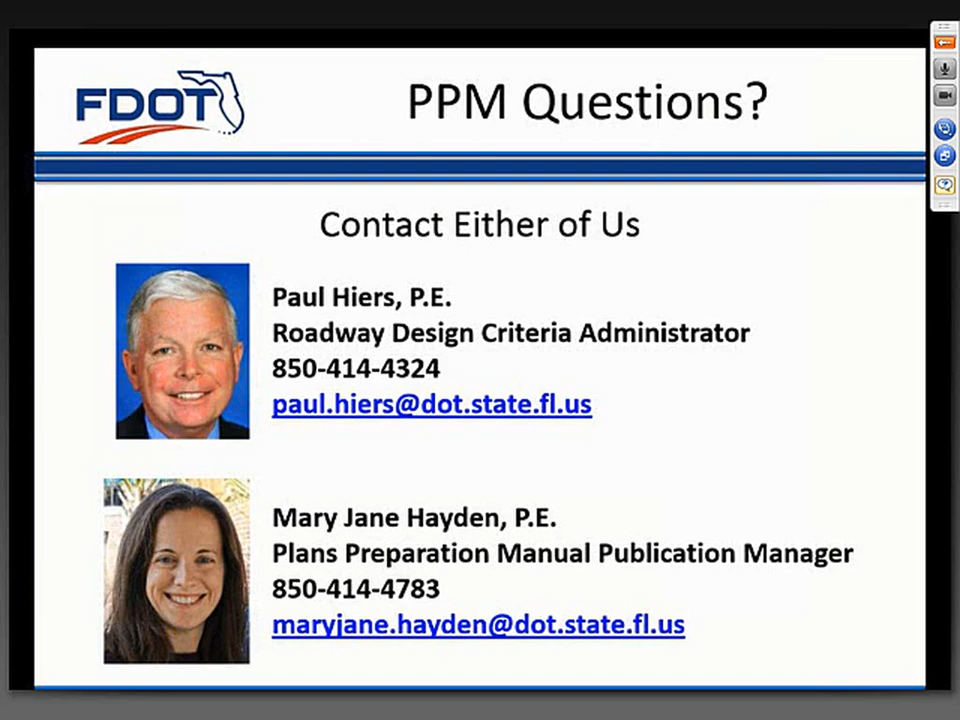 FDOT
PPM Questions?
Contact Either of Us
Paul Hiers, P.E.
Roadway Design Criteria Administrator
850-414-4324
paul.hiers@dot.state.fl.us
Mary Jane Hayden, P.E.
Plans Preparation Manual Publication Manager
850-414-4783
maryjane.hayden@dot.state.fl.us